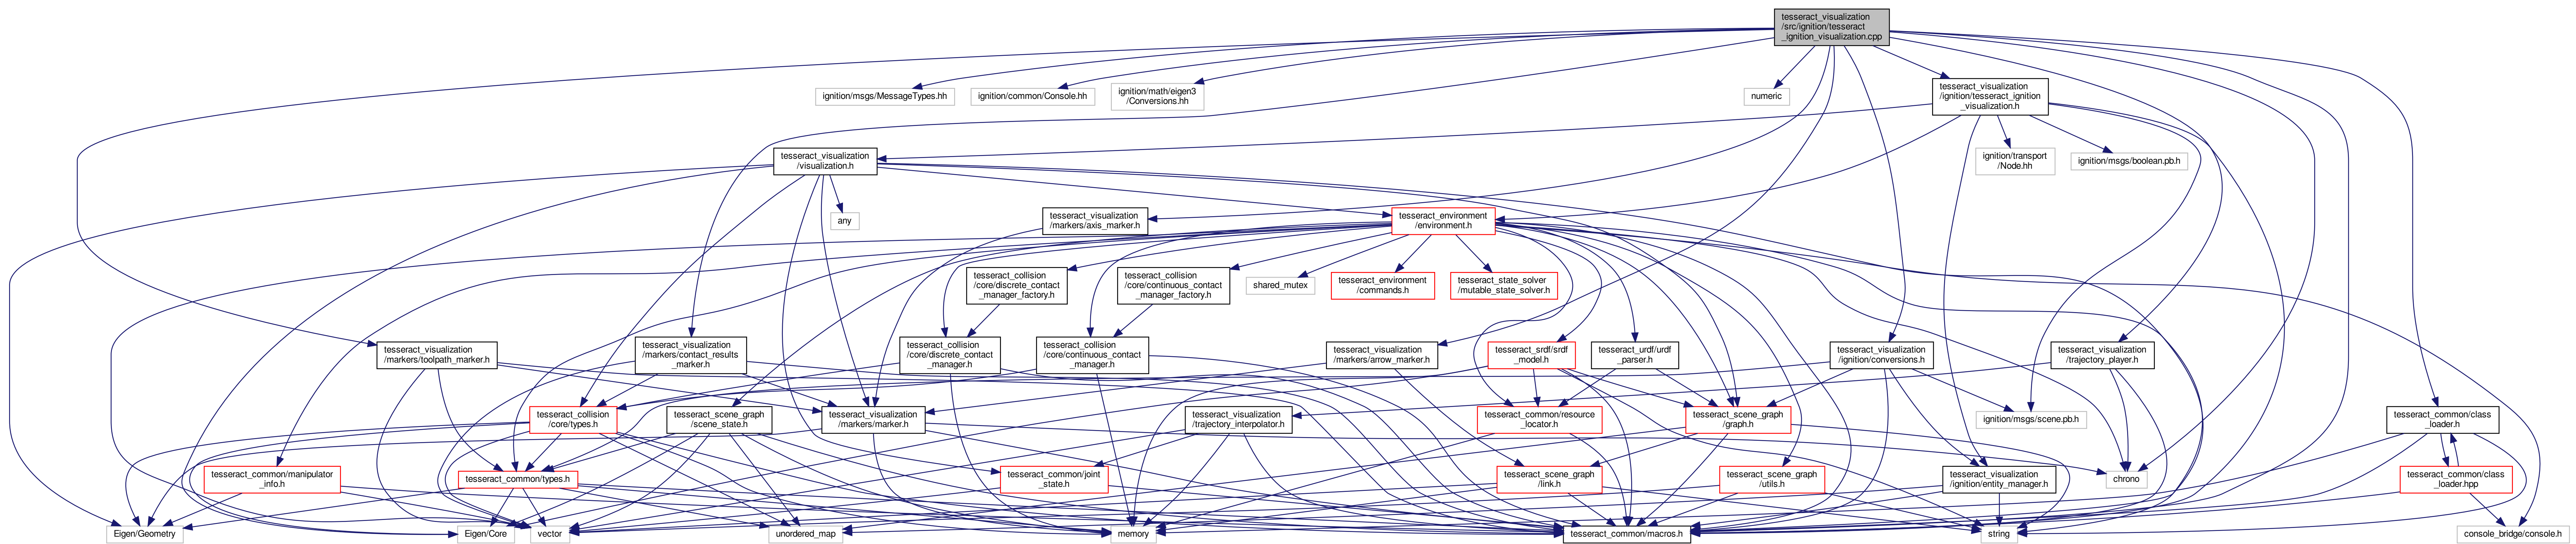 tesseract_visualization
/src/ignition/tesseract
_ignition_visualization.cpp
ignition/msgs/MessageTypes.hh
ignition/common/Console.hh
ignition/math/eigen3
/Conversions.hh
numeric
tesseract_visualization
/ignition/tesseract_ignition
_visualization.h
tesseract_visualization
/visualization.h
ignition/transport
/Node.hh
ignition/msgs/boolean.pb.h
any
tesseract_visualization
/markers/axis_marker.h
tesseract_environment
/environment.h
tesseract_collision
/core/discrete_contact
_manager_factory.h
tesseract_collision
/core/continuous_contact
_manager_factory.h
shared_mutex
tesseract_environment
/commands.h
tesseract_state_solver
/mutable_state_solver.h
tesseract_visualization
/markers/toolpath_marker.h
tesseract_visualization
/markers/contact_results
_marker.h
tesseract_collision
/core/discrete_contact
_manager.h
tesseract_collision
/core/continuous_contact
_manager.h
tesseract_visualization
/markers/arrow_marker.h
tesseract_srdf/srdf
_model.h
tesseract_urdf/urdf
_parser.h
tesseract_visualization
/ignition/conversions.h
tesseract_visualization
/trajectory_player.h
tesseract_collision
/core/types.h
tesseract_scene_graph
/scene_state.h
tesseract_visualization
/markers/marker.h
tesseract_visualization
/trajectory_interpolator.h
tesseract_common/resource
_locator.h
tesseract_scene_graph
/graph.h
ignition/msgs/scene.pb.h
tesseract_common/class
_loader.h
tesseract_common/manipulator
_info.h
tesseract_common/types.h
tesseract_common/joint
_state.h
tesseract_scene_graph
/link.h
tesseract_scene_graph
/utils.h
tesseract_visualization
/ignition/entity_manager.h
chrono
tesseract_common/class
_loader.hpp
Eigen/Geometry
Eigen/Core
vector
unordered_map
memory
tesseract_common/macros.h
string
console_bridge/console.h